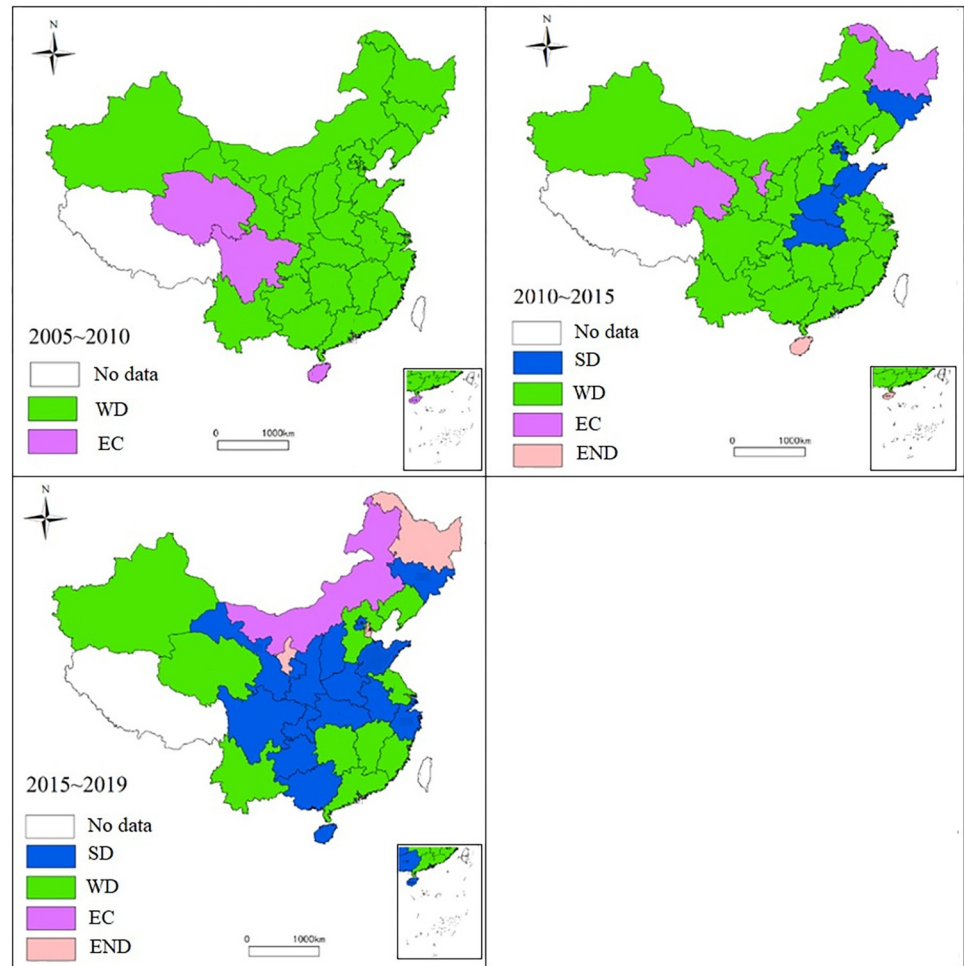 N
2005~2010
No data
WD
EC
0 1000km
N
2010~2015
No data
SD
WD
EC
END
0 1000km
N
2015~2019
No data
SD
WD
EC
END
0 1000km